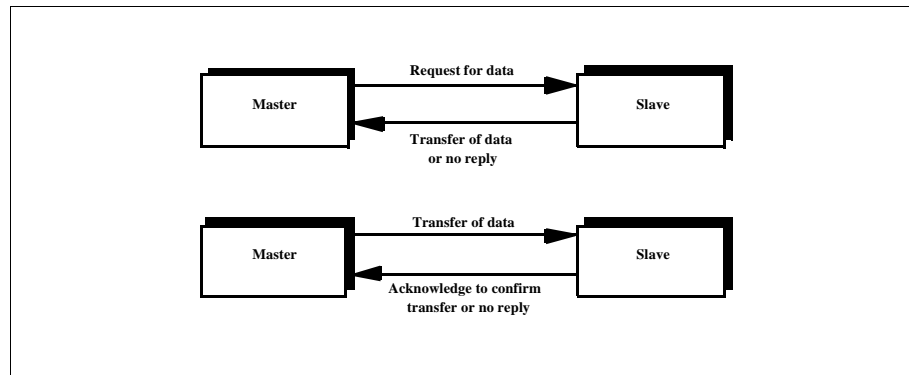 Request for data
Master
Slave
Transfer of data
or no reply
Transfer of data
Master
Slave
Acknowledge to confirm
transfer or no reply